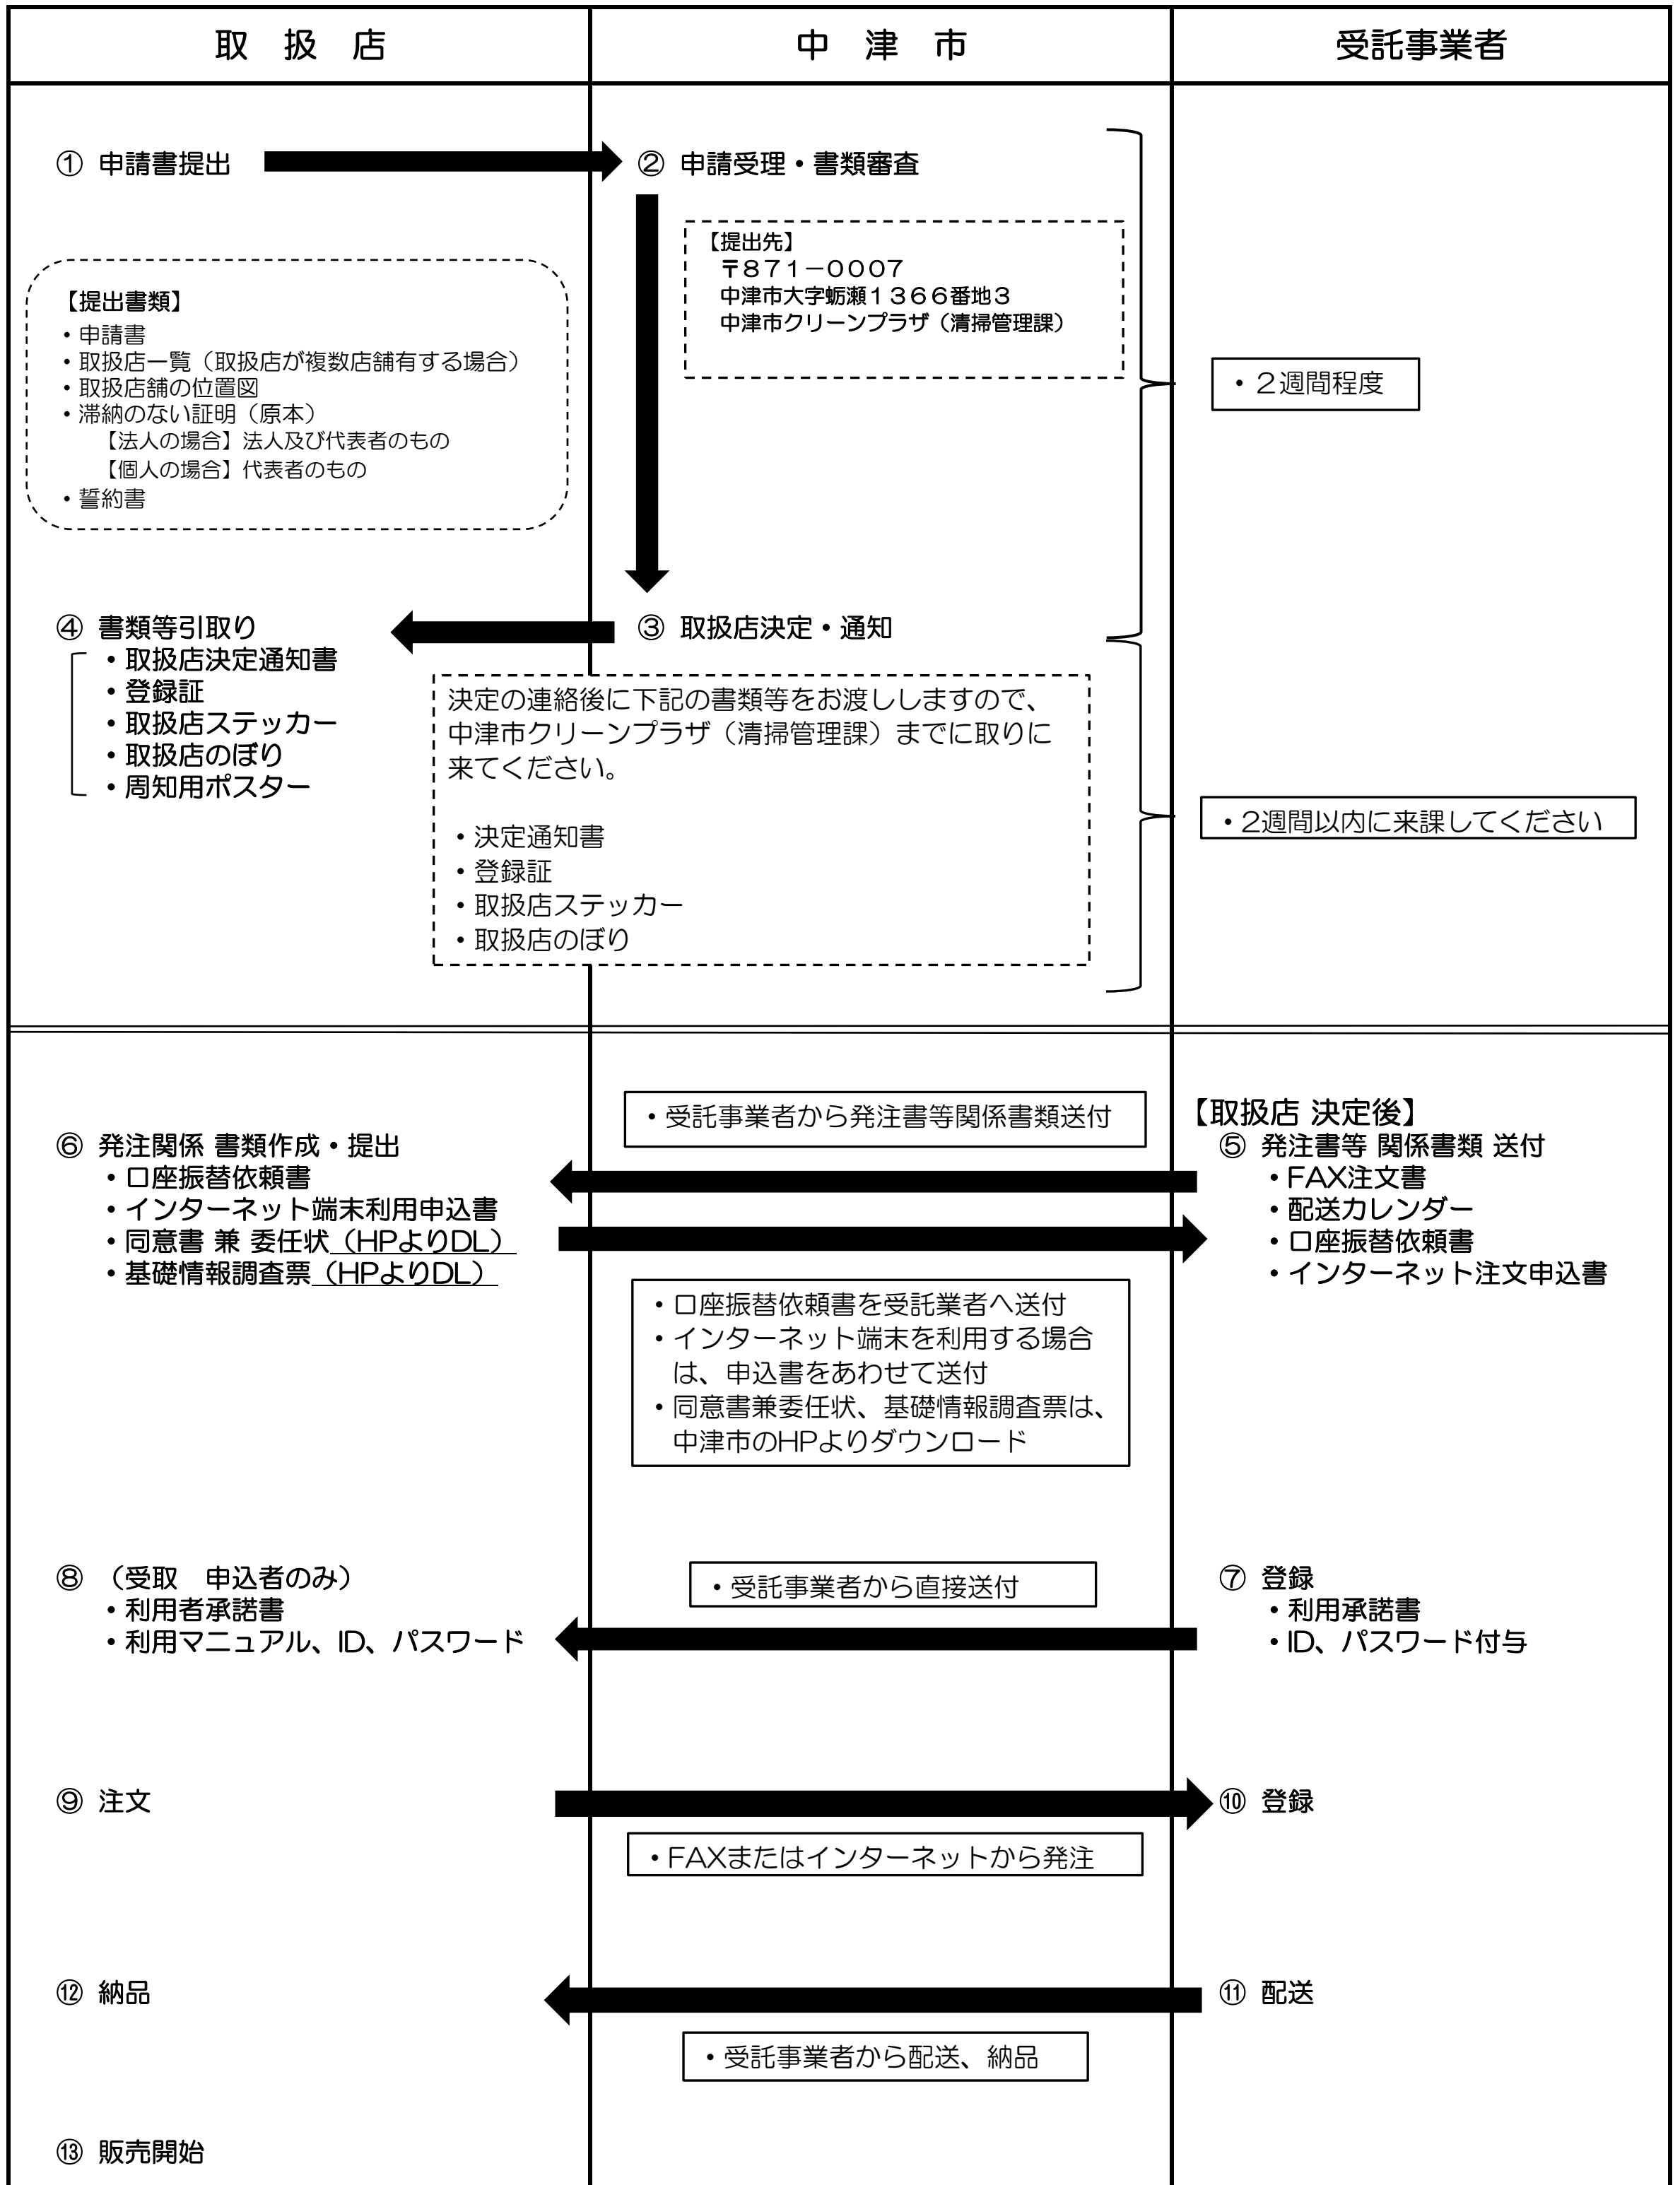 取　扱　店
中　津　市
受託事業者
① 申請書提出
② 申請受理・書類審査
【提出先】
〒８７１－０００７
中津市大字蛎瀬１３６６番地３
中津市クリーンプラザ（清掃管理課）
【提出書類】
・申請書
・取扱店一覧（取扱店が複数店舗有する場合）
・取扱店舗の位置図
・滞納のない証明（原本）
【法人の場合】法人及び代表者のもの
【個人の場合】代表者のもの
・誓約書
・２週間程度
④ 書類等引取り
・取扱店決定通知書
・登録証
・取扱店ステッカー
・取扱店のぼり
・周知用ポスター
③ 取扱店決定・通知
決定の連絡後に下記の書類等をお渡ししますので、
中津市クリーンプラザ（清掃管理課）までに取りに
来てください。
・決定通知書
・登録証
・取扱店ステッカー
・取扱店のぼり
・２週間以内に来課してください
・受託事業者から発注書等関係書類送付
【取扱店 決定後】
⑤ 発注書等 関係書類 送付
・FAX注文書
・配送カレンダー
・口座振替依頼書
・インターネット注文申込書
⑥ 発注関係 書類作成・提出
・口座振替依頼書
・インターネット端末利用申込書
・同意書 兼 委任状（HPよりDL）
・基礎情報調査票（HPよりDL）
・口座振替依頼書を受託業者へ送付
・インターネット端末を利用する場合
は、申込書をあわせて送付
・同意書兼委任状、基礎情報調査票は、
中津市のHPよりダウンロード
⑧ （受取　申込者のみ）
・利用者承諾書
・利用マニュアル、ID、パスワード
・受託事業者から直接送付
⑦ 登録
・利用承諾書
・ID、パスワード付与
⑨ 注文
⑩ 登録
・FAXまたはインターネットから発注
⑫ 納品
⑪ 配送
・受託事業者から配送、納品
⑬ 販売開始